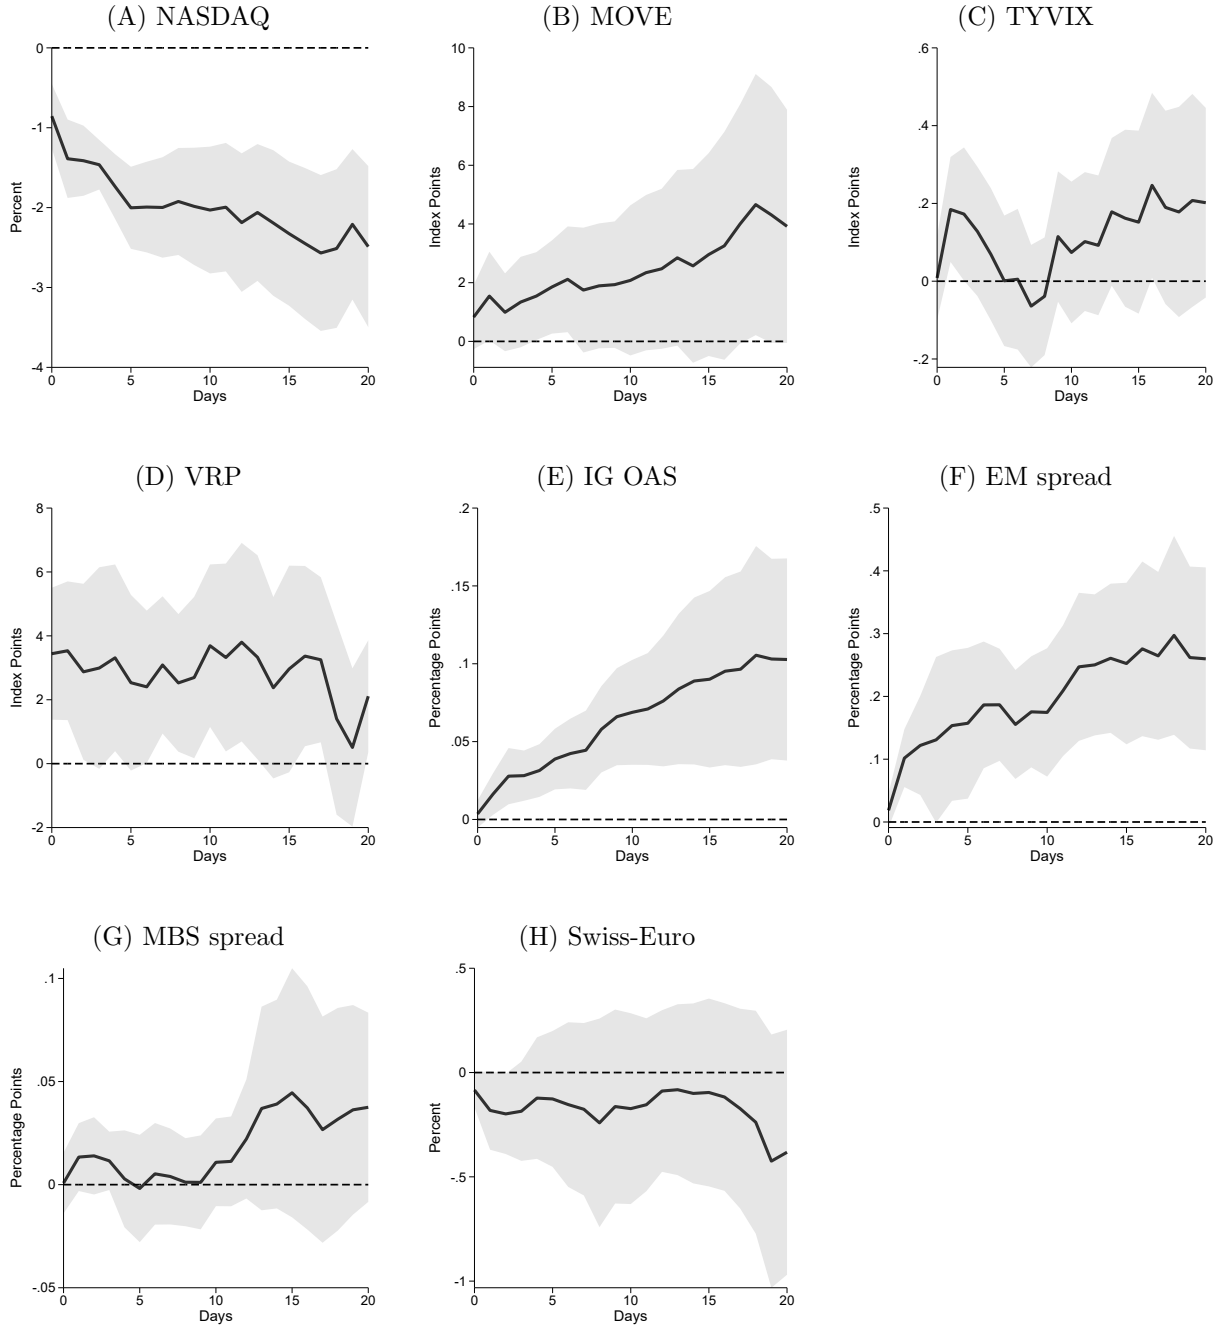 (A) NASDAQ
0
-1
-2
-3
-4
Percent
0 5 10 15 20
Days
(B) MOVE
10
8
6
4
2
0
Index Points
0 5 10 15 20
Days
(C) TYVIX
.6
.4
.2
0
-.2
Index Points
0 5 10 15 20
Days
(D) VRP
8
6
4
2
0
-2
Index Points
0 5 10 15 20
Days
(E) IG OAS
.2
.15
.1
.05
0
Percentage Points
0 5 10 15 20
Days
(F) EM spread
.5
.4
.3
.2
.1
0
Percentage Points
0 5 10 15 20
Days
(G) MBS spread
.1
.05
0
-.05
Percentage Points
0 5 10 15 20
Days
(H) Swiss-Euro
.5
0
-.5
-1
Percent
0 5 10 15 20
Days